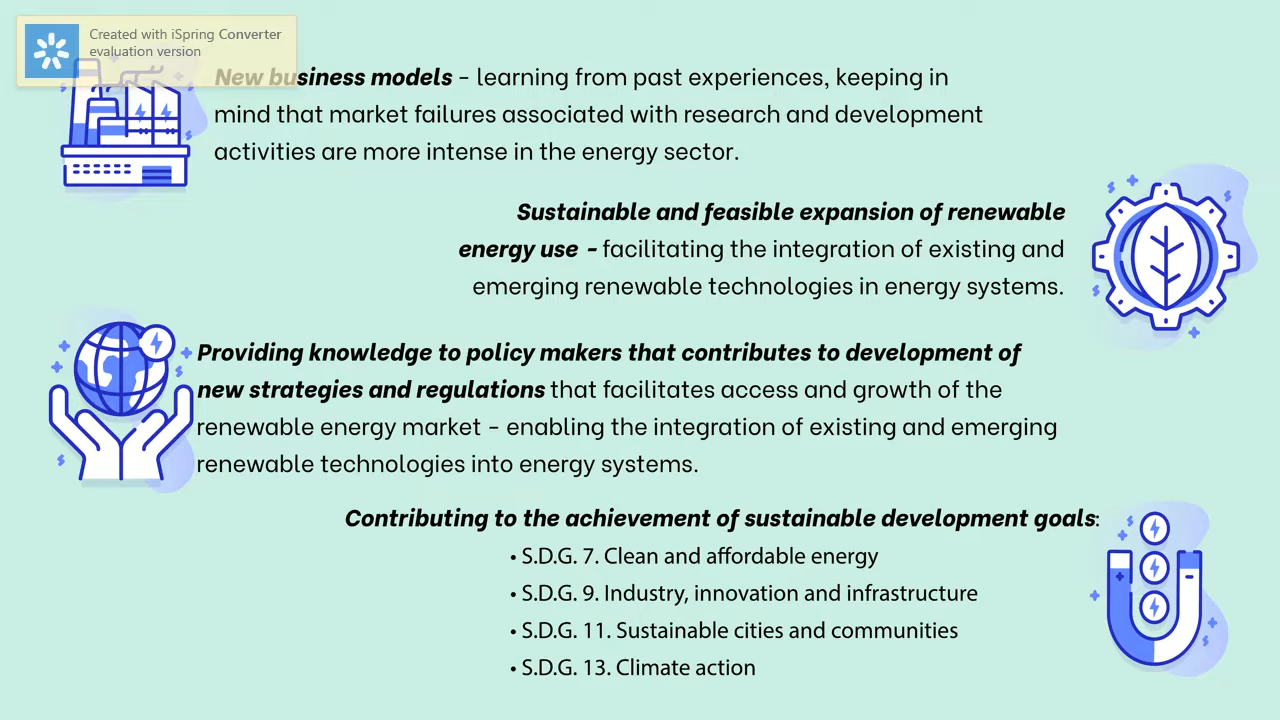 Created with iSpring Converter
evaluation version
New business models - learning from past experiences, keeping in
mind that market failures associated with research and development
activities are more intense in the energy sector.
Sustainable and feasible expansion of renewable
energy use - facilitating the integration of existing and
emerging renewable technologies in energy systems.
Providing knowledge to policy makers that contributes to development of
new strategies and regulations that facilitates access and growth of the
renewable energy market - enabling the integration of existing and emerging
renewable technologies into energy systems.
Contributing to the achievement of sustainable development goals:
• S.D.G. 7. Clean and affordable energy
• S.D.G. 9. Industry, innovation and infrastructure
• S.D.G. 11. Sustainable cities and communities
• S.D.G. 13. Climate action